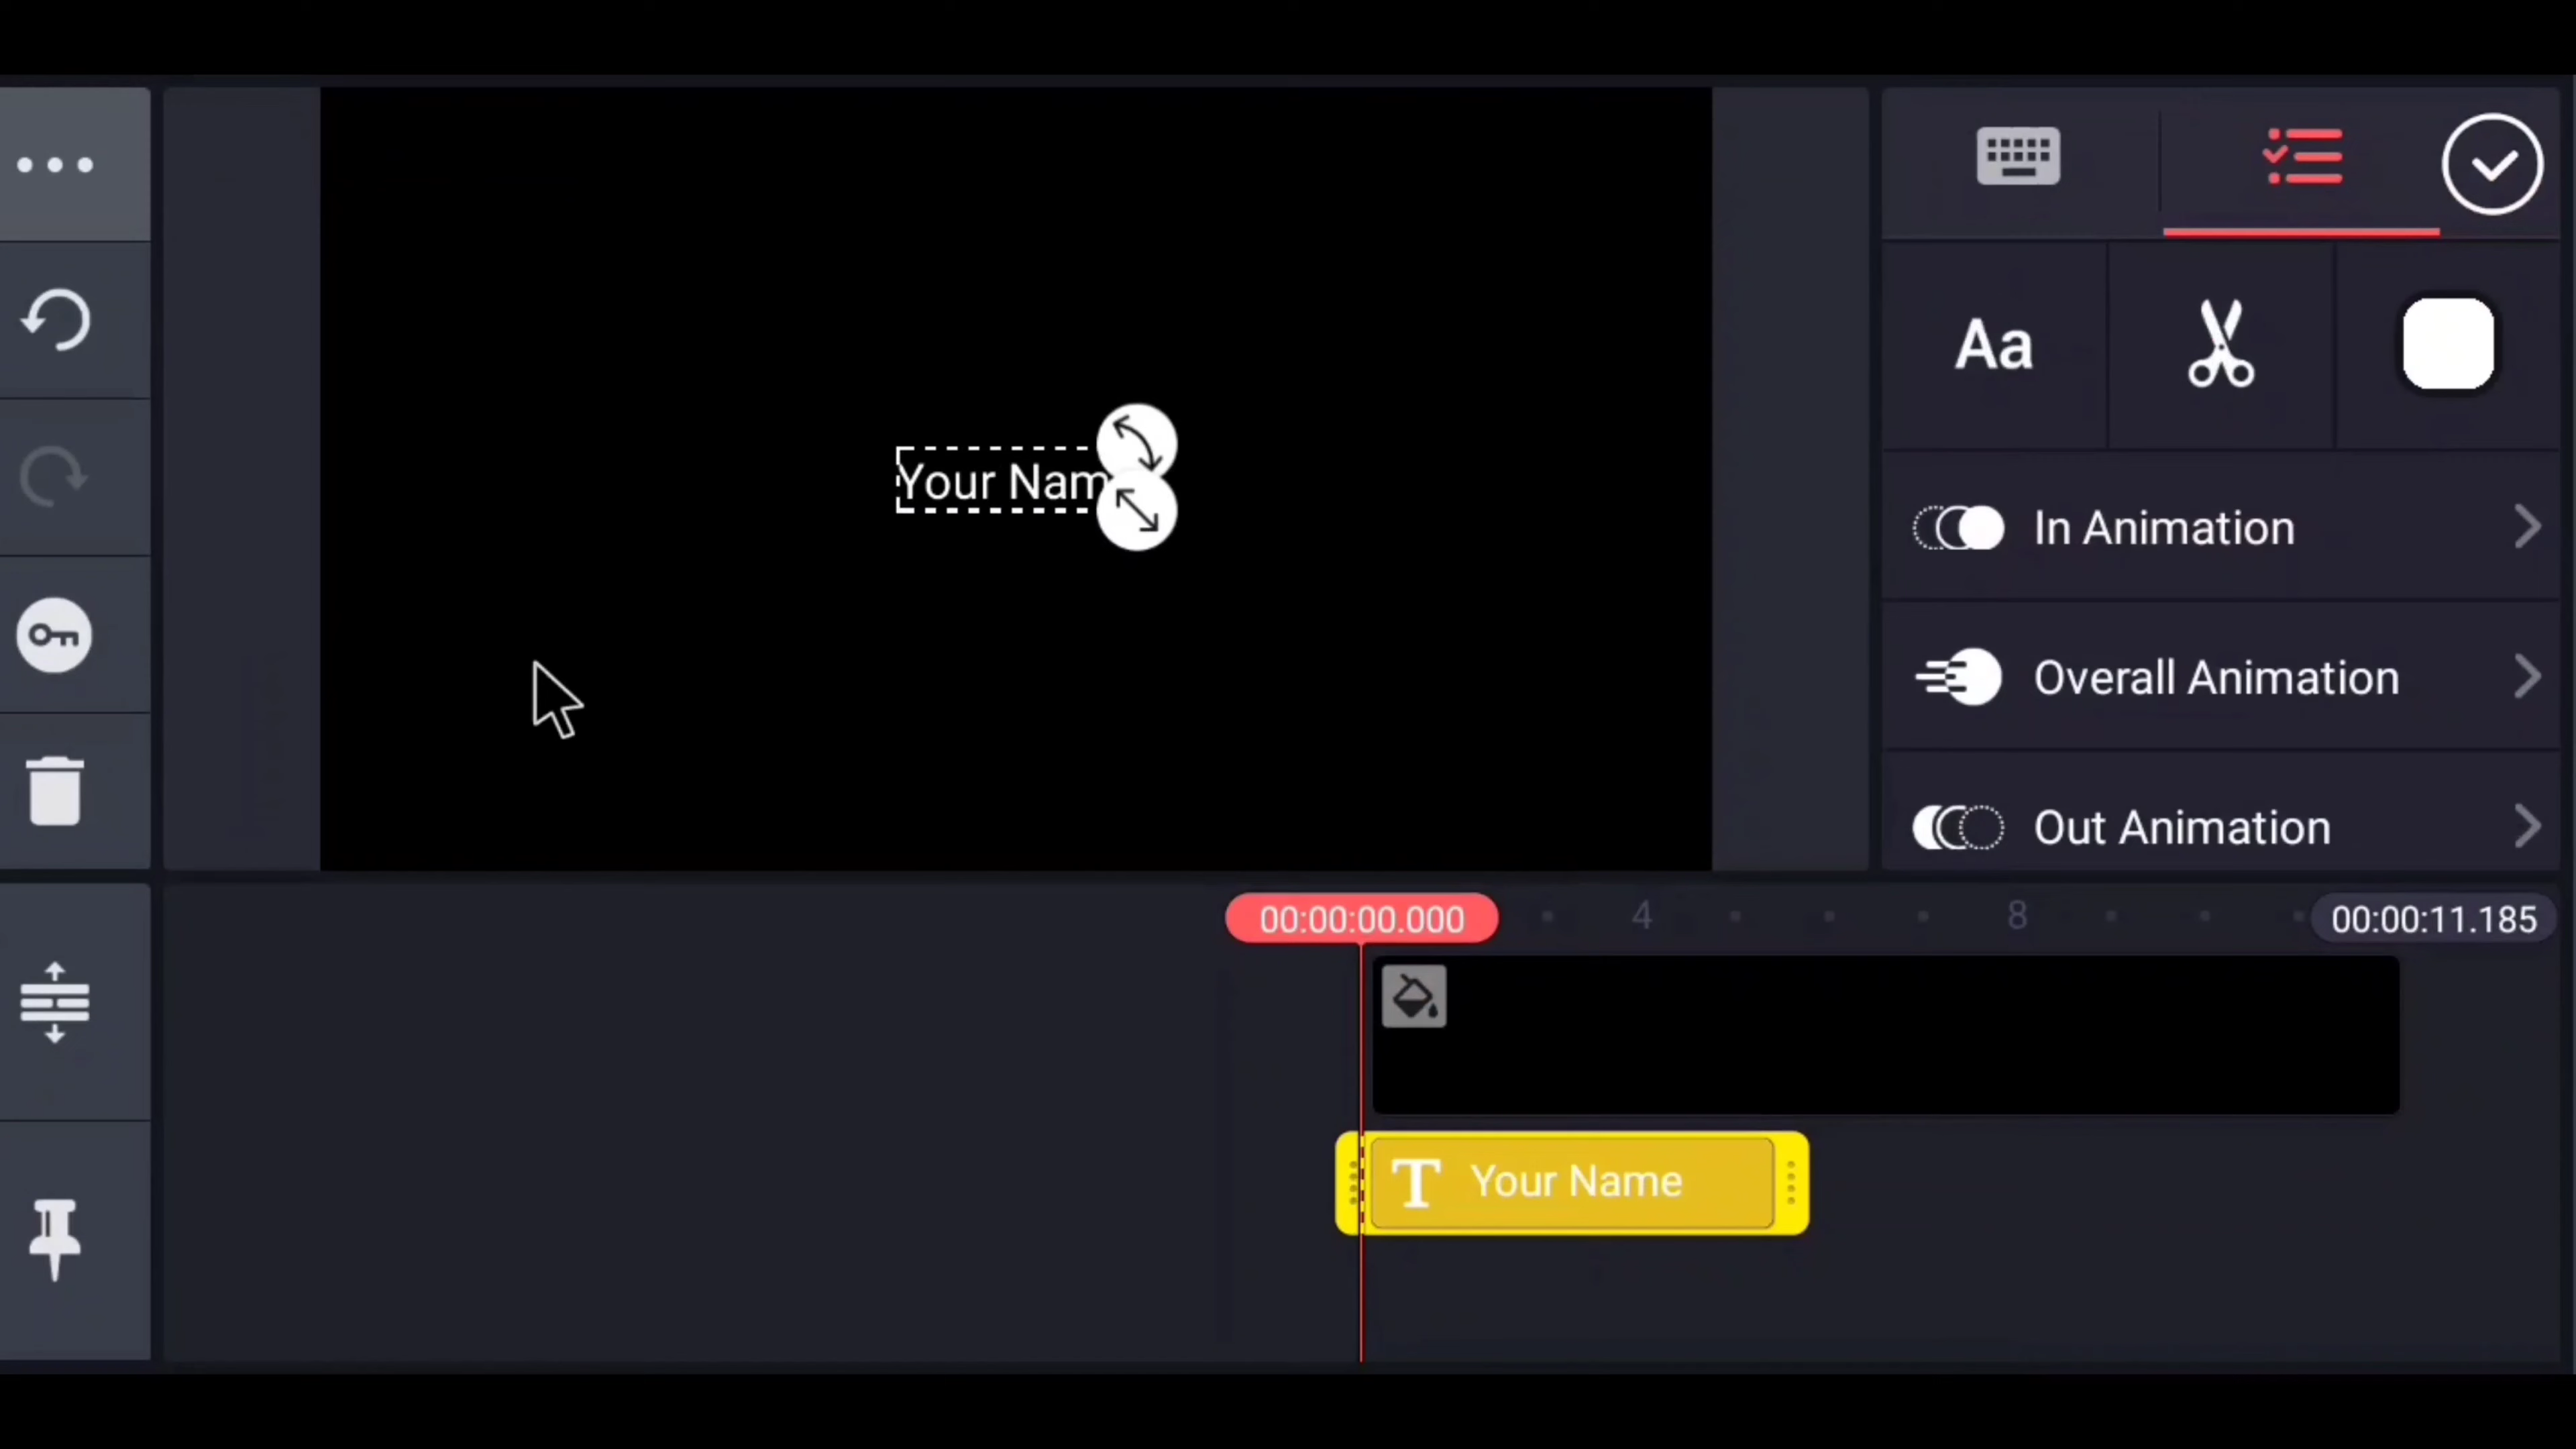 Your Nam
Aa
In Animation
Overall Animation
Out Animation
00:00:00.000
4
8
00:00:11.185
T Your Name